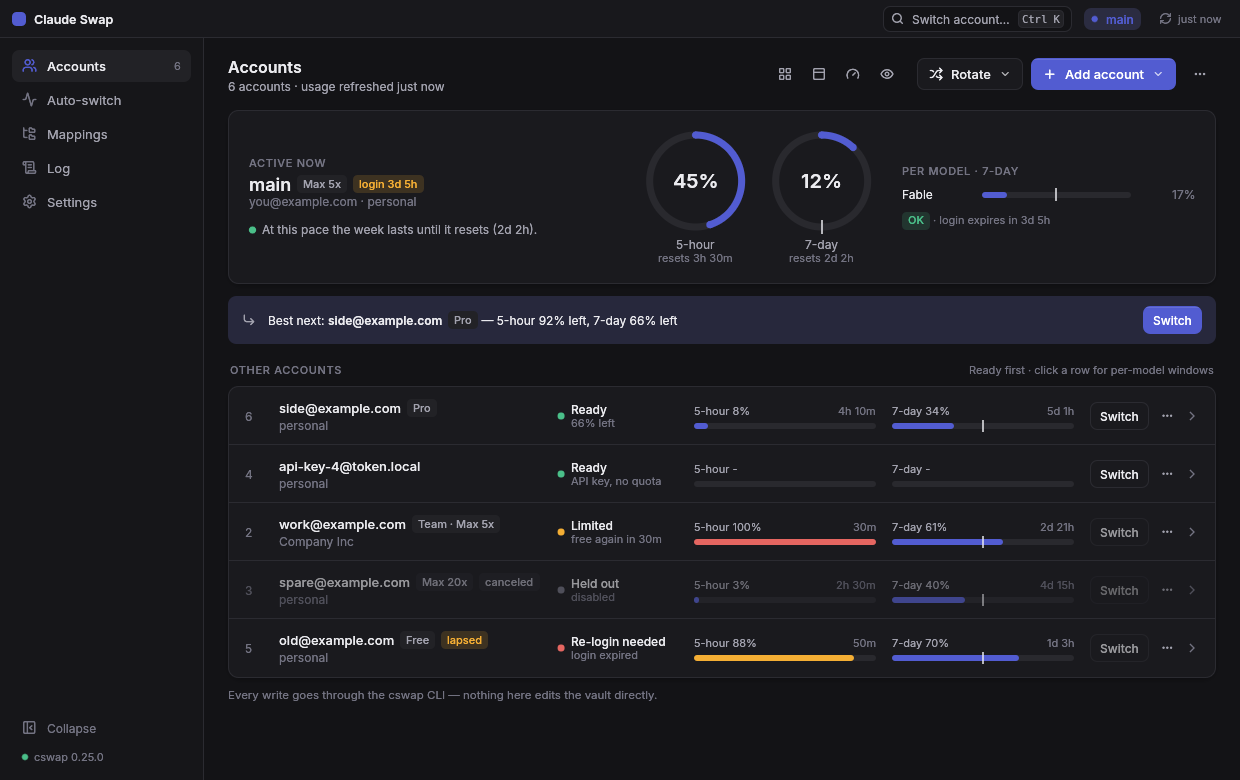 Claude Swap
Switch account... Ctrl K
main
just now
Accounts 6
Auto-switch
Mappings
Log
Settings
Collapse
cswap 0.25.0
Accounts
6 accounts · usage refreshed just now
Rotate
Add account
ACTIVE NOW
main Max 5x login 3d 5h
you@example.com · personal
At this pace the week lasts until it resets (2d 2h).
45%
5-hour
resets 3h 30m
12%
7-day
resets 2d 2h
PER MODEL · 7-DAY
Fable 17%
OK · login expires in 3d 5h
Best next: side@example.com Pro — 5-hour 92% left, 7-day 66% left
Switch
OTHER ACCOUNTS
Ready first · click a row for per-model windows
6 side@example.com Pro
personal
Ready
66% left
5-hour 8% 4h 10m
7-day 34% 5d 1h
Switch
4 api-key-4@token.local
personal
Ready
API key, no quota
5-hour -
7-day -
Switch
2 work@example.com Team · Max 5x
Company Inc
Limited
free again in 30m
5-hour 100% 30m
7-day 61% 2d 21h
Switch
3 spare@example.com Max 20x canceled
personal
Held out
disabled
5-hour 3% 2h 30m
7-day 40% 4d 15h
Switch
5 old@example.com Free lapsed
personal
Re-login needed
login expired
5-hour 88% 50m
7-day 70% 1d 3h
Switch
Every write goes through the cswap CLI — nothing here edits the vault directly.